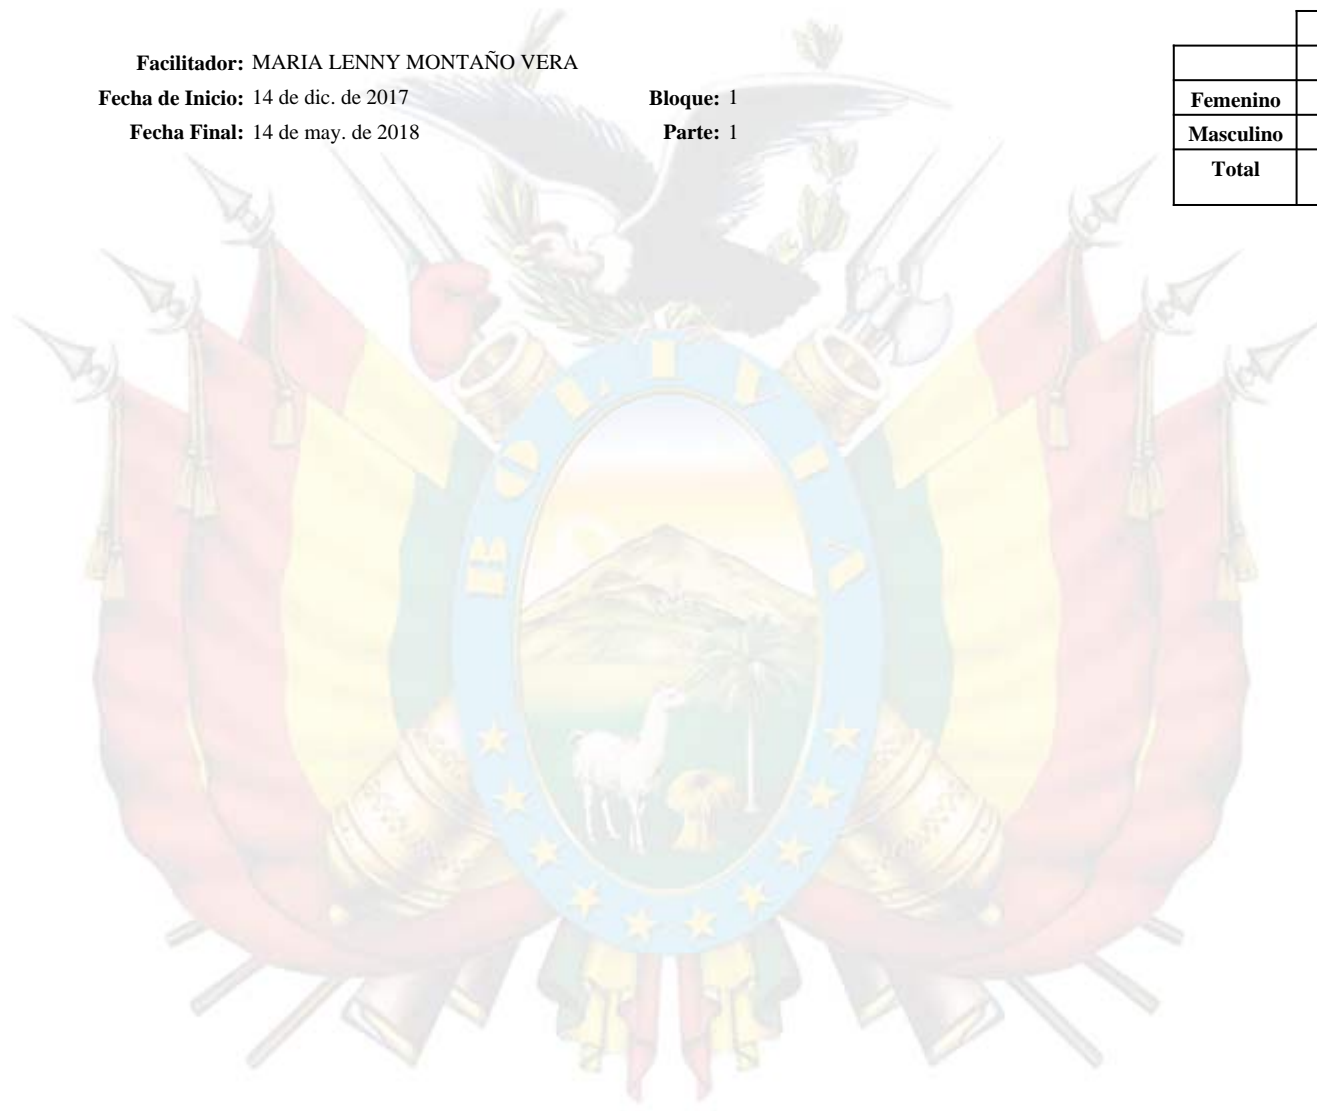 Facilitador: MARIA LENNY MONTAÑO VERA
Fecha de Inicio: 14 de dic. de 2017 Bloque: 1
Fecha Final: 14 de may. de 2018 Parte: 1
Femenino
Masculino
Total
BOLIVIA